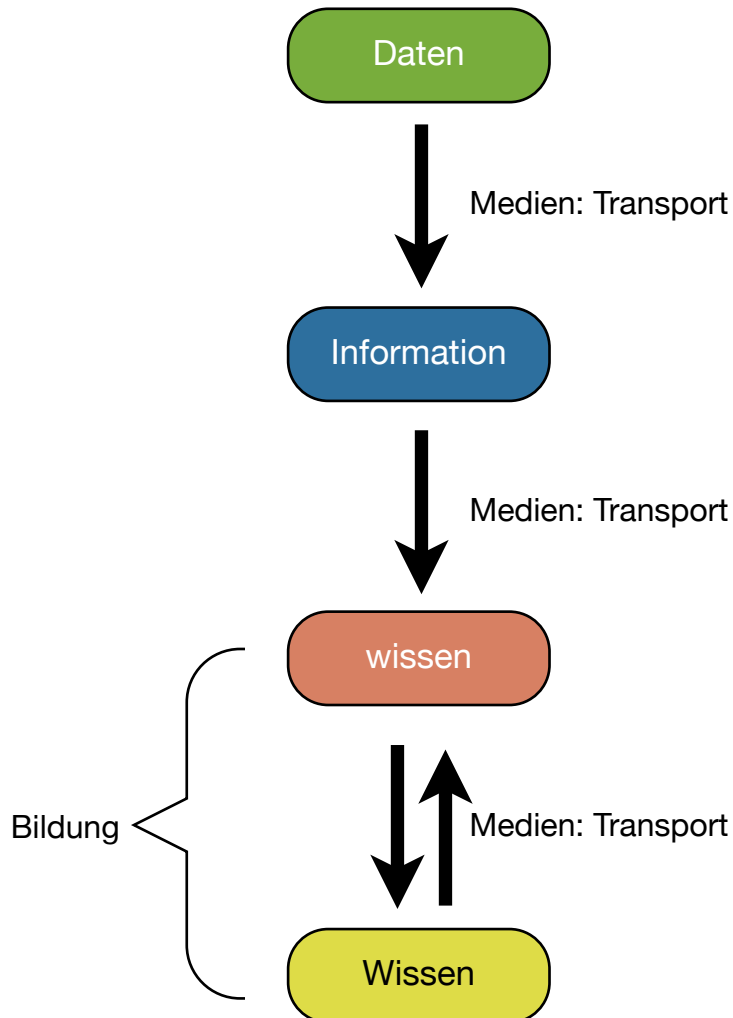 Daten
Medien: Transport
Information
Medien: Transport
wissen
Bildung
Medien: Transport
Wissen